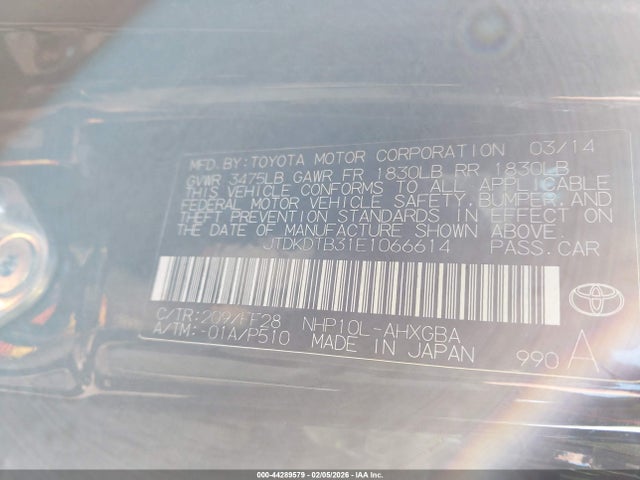 MFD. BY: TOYOTA MOTOR CORPORATION 03/14
GVWR 3475LB GAWR FR 1830LB RR 1830LB
THIS VEHICLE CONFORMS TO ALL APPLICABLE
FEDERAL MOTOR VEHICLE SAFETY, BUMPER, AND
THEFT PREVENTION STANDARDS IN EFFECT ON
THE DATE OF MANUFACTURE SHOWN ABOVE.
JTDKDTB31E1066614 PASS. CAR
C/TR: 209/FF28 NHP10L-AHXGBA
A/TM: -01A/P510 MADE IN JAPAN 990 A
000-44289579 - 02/05/2026 - IAA Inc.